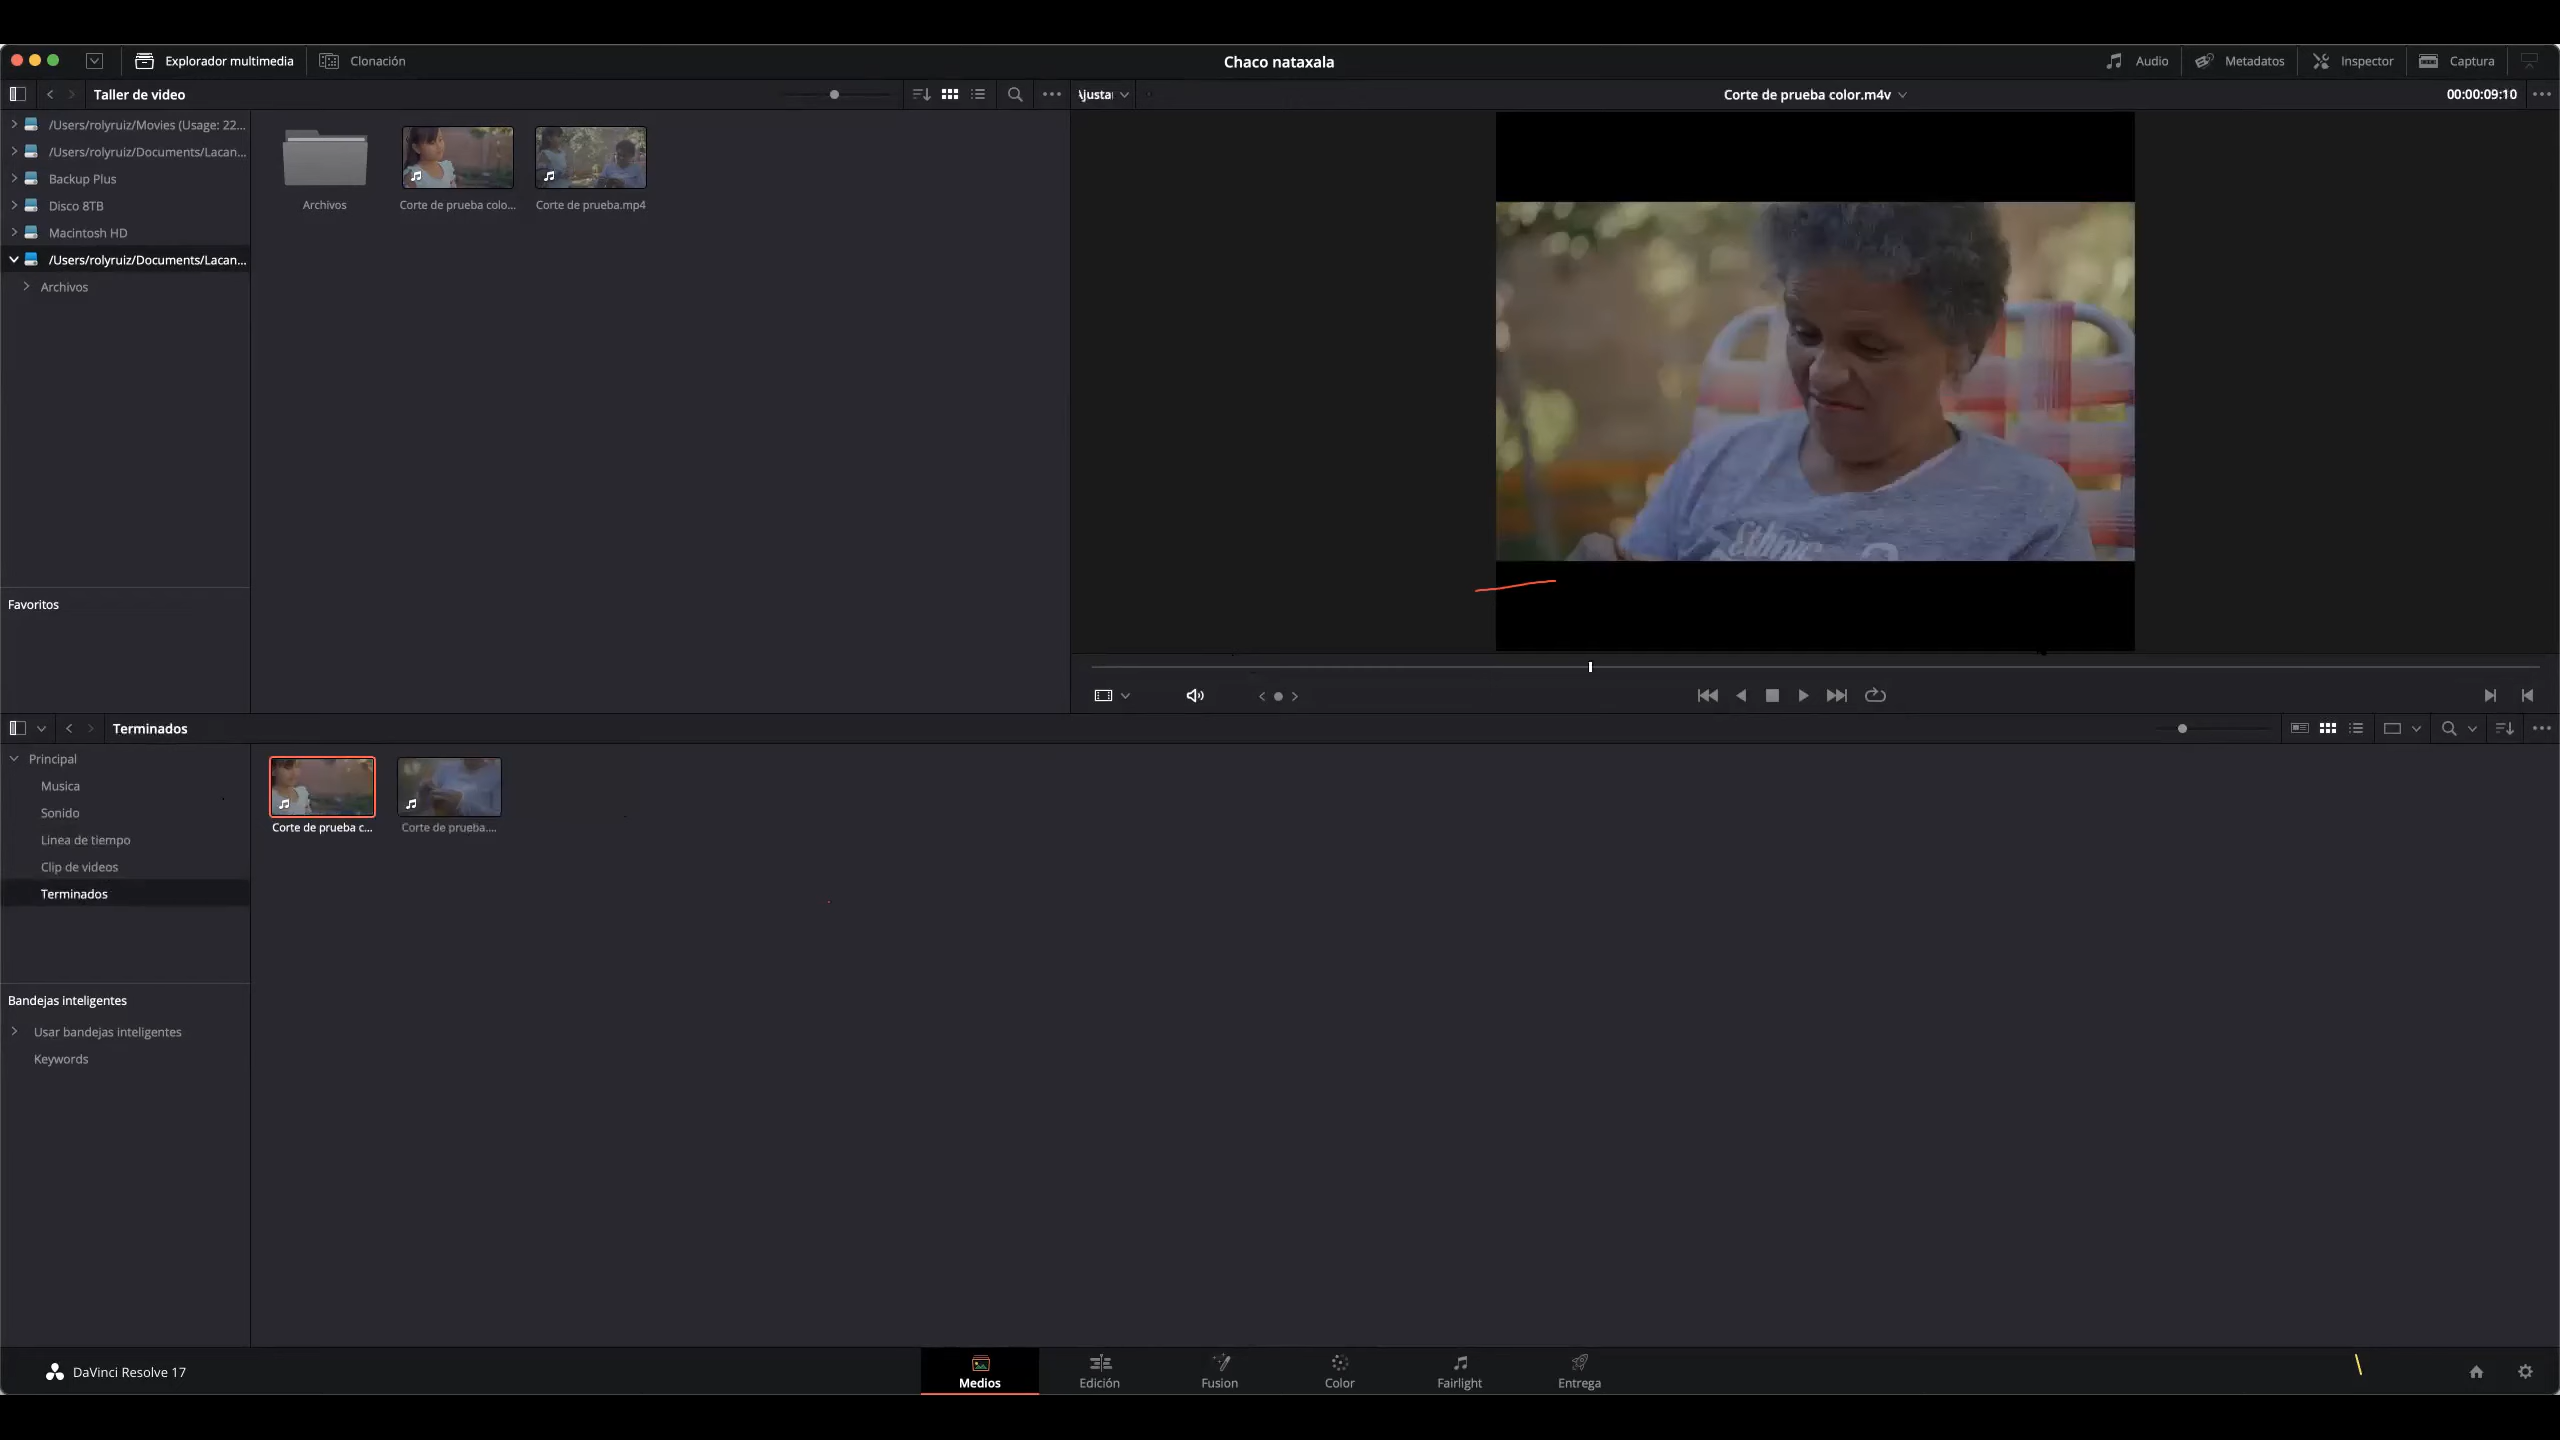 Explorador multimedia
Clonación
Chaco nataxala
Audio
Metadatos
Inspector
Captura
Taller de video
Corte de prueba color.m4v
00:00:09:10
/Users/rolyruiz/Movies (Usage: 22...
/Users/rolyruiz/Documents/Lacan...
Backup Plus
Disco 8TB
Macintosh HD
/Users/rolyruiz/Documents/Lacan...
Archivos
Archivos
Corte de prueba colo...
Corte de prueba.mp4
Favoritos
Terminados
Principal
Musica
Sonido
Linea de tiempo
Clip de videos
Terminados
Corte de prueba c...
Corte de prueba....
Bandejas inteligentes
Usar bandejas inteligentes
Keywords
DaVinci Resolve 17
Medios
Edición
Fusion
Color
Fairlight
Entrega